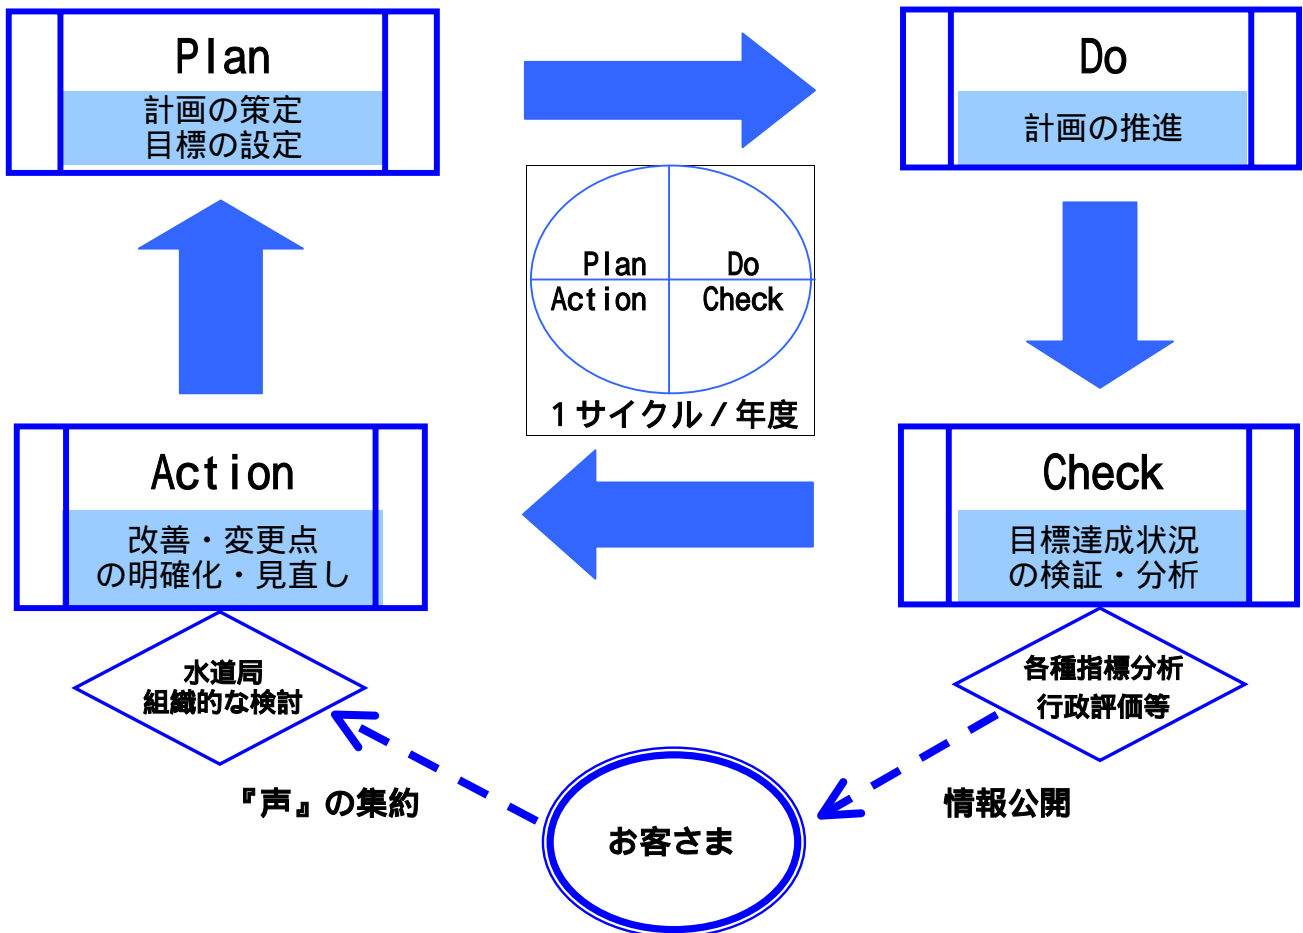 Plan
計画の策定
目標の設定
Do
計画の推進
Plan
Do
Action
Check
1サイクル/年度
Action
改善・変更点
の明確化・見直し
Check
目標達成状況
の検証・分析
水道局
組織的な検討
各種指標分析
行政評価等
『声』の集約
情報公開
お客さま